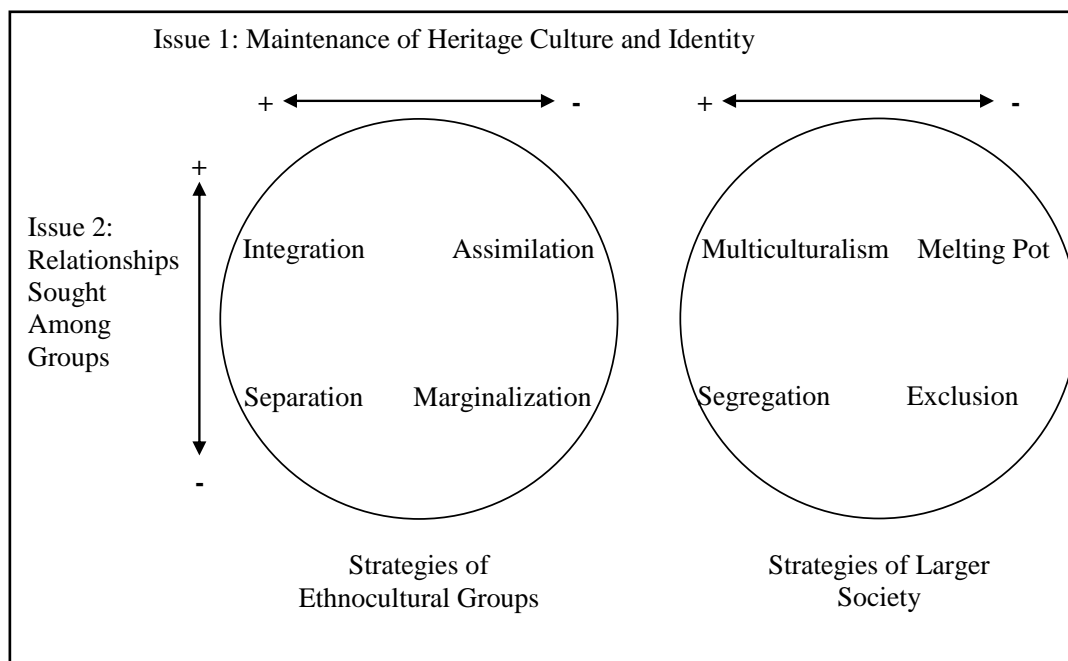 Issue 1: Maintenance of Heritage Culture and Identity
+ -
+ -
+
Issue 2:
Relationships
Sought
Among
Groups
-
Integration Assimilation
Separation Marginalization
Multiculturalism Melting Pot
Segregation Exclusion
Strategies of
Ethnocultural Groups
Strategies of Larger
Society